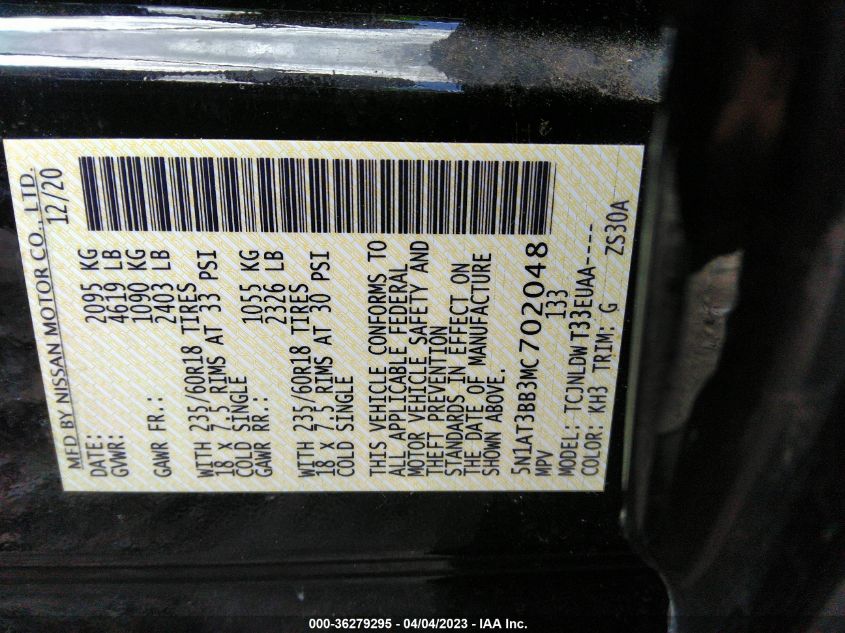 MFD BY NISSAN MOTOR CO., LTD.
DATE: 12/20
GVWR: 2095 KG
4619 LB
GAWR FR.: 1090 KG
2403 LB
WITH 235/60R18 TIRES
18 X 7.5 RIMS AT 33 PSI
COLD SINGLE
GAWR RR.: 1055 KG
2326 LB
WITH 235/60R18 TIRES
18 X 7.5 RIMS AT 30 PSI
COLD SINGLE
THIS VEHICLE CONFORMS TO
ALL APPLICABLE FEDERAL
MOTOR VEHICLE SAFETY AND
THEFT PREVENTION
STANDARDS IN EFFECT ON
THE DATE OF MANUFACTURE
SHOWN ABOVE.
5N1AT3BB3MC702048
MPV 133
MODEL: TCJNLDWT33EUAA----
COLOR: KH3 TRIM: G ZS30A
000-36279295 - 04/04/2023 - IAA Inc.